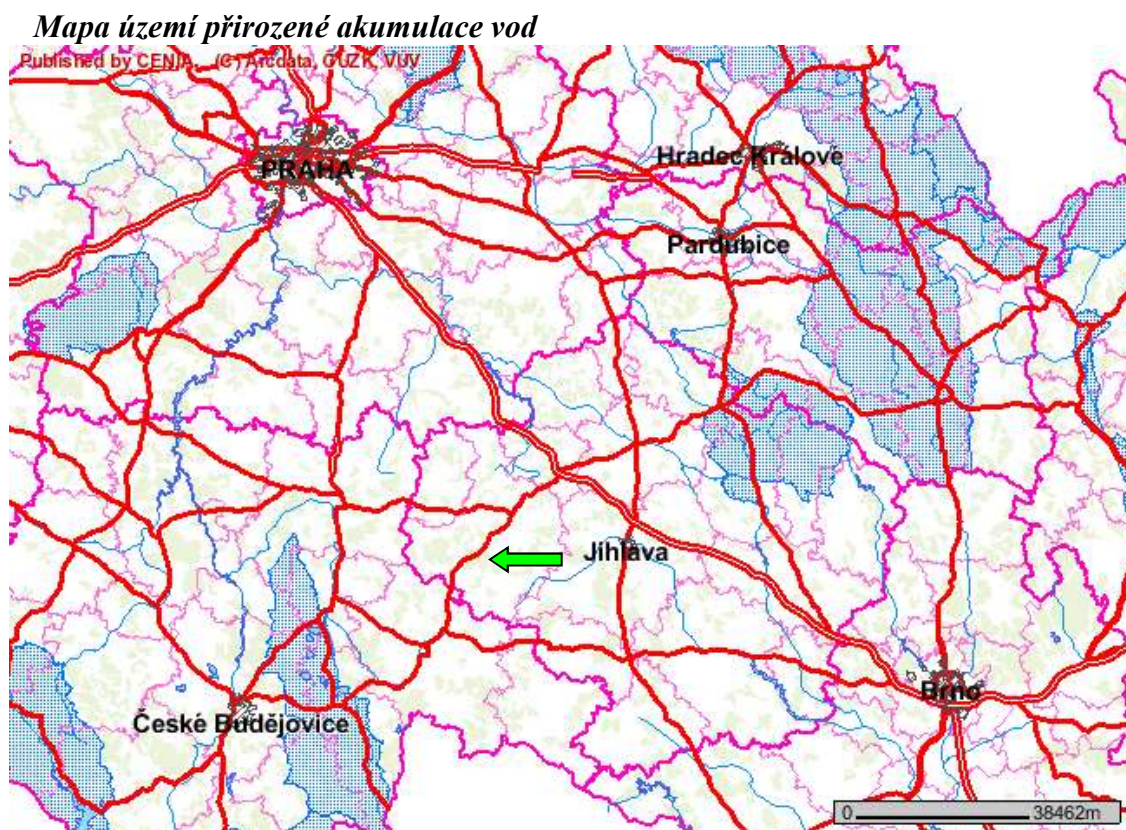 Mapa území přirozené akumulace vod
Published by CENIA, (C) Arcdata, ČÚZK, VÚV
PRAHA
Hradec Králové
Pardubice
Jihlava
Brno
České Budějovice
0 38462m